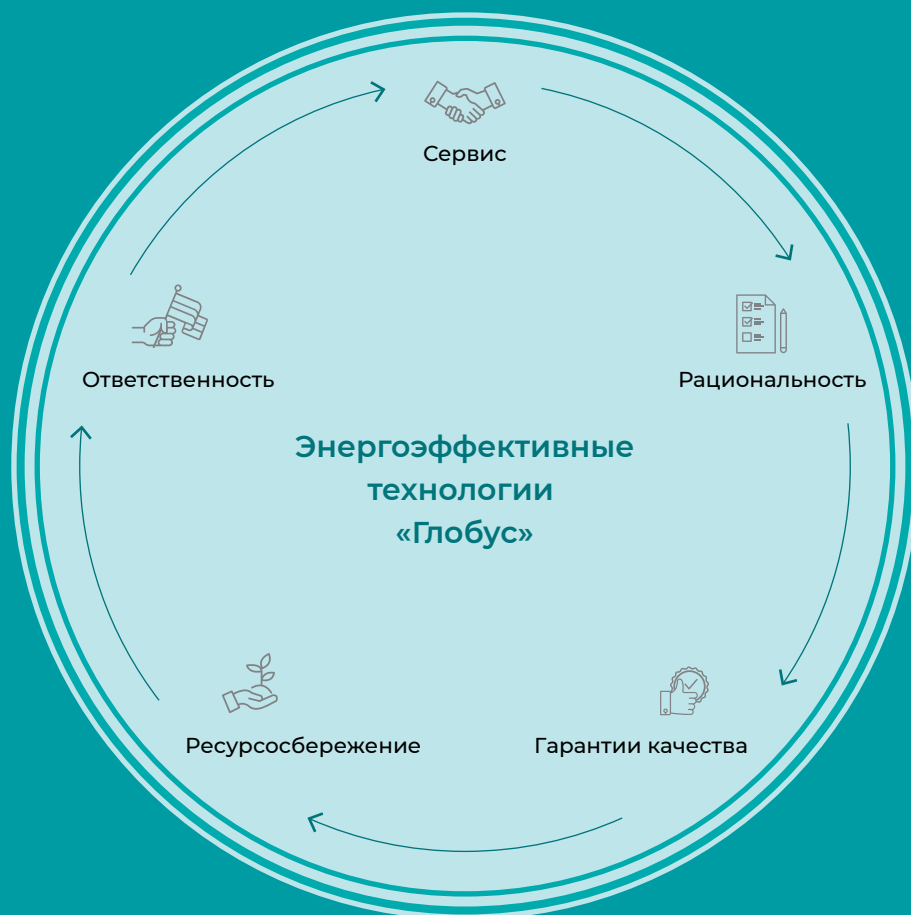 Сервис
Ответственность
Рациональность
Энергоэффективные
технологии
«Глобус»
Ресурсосбережение
Гарантии качества